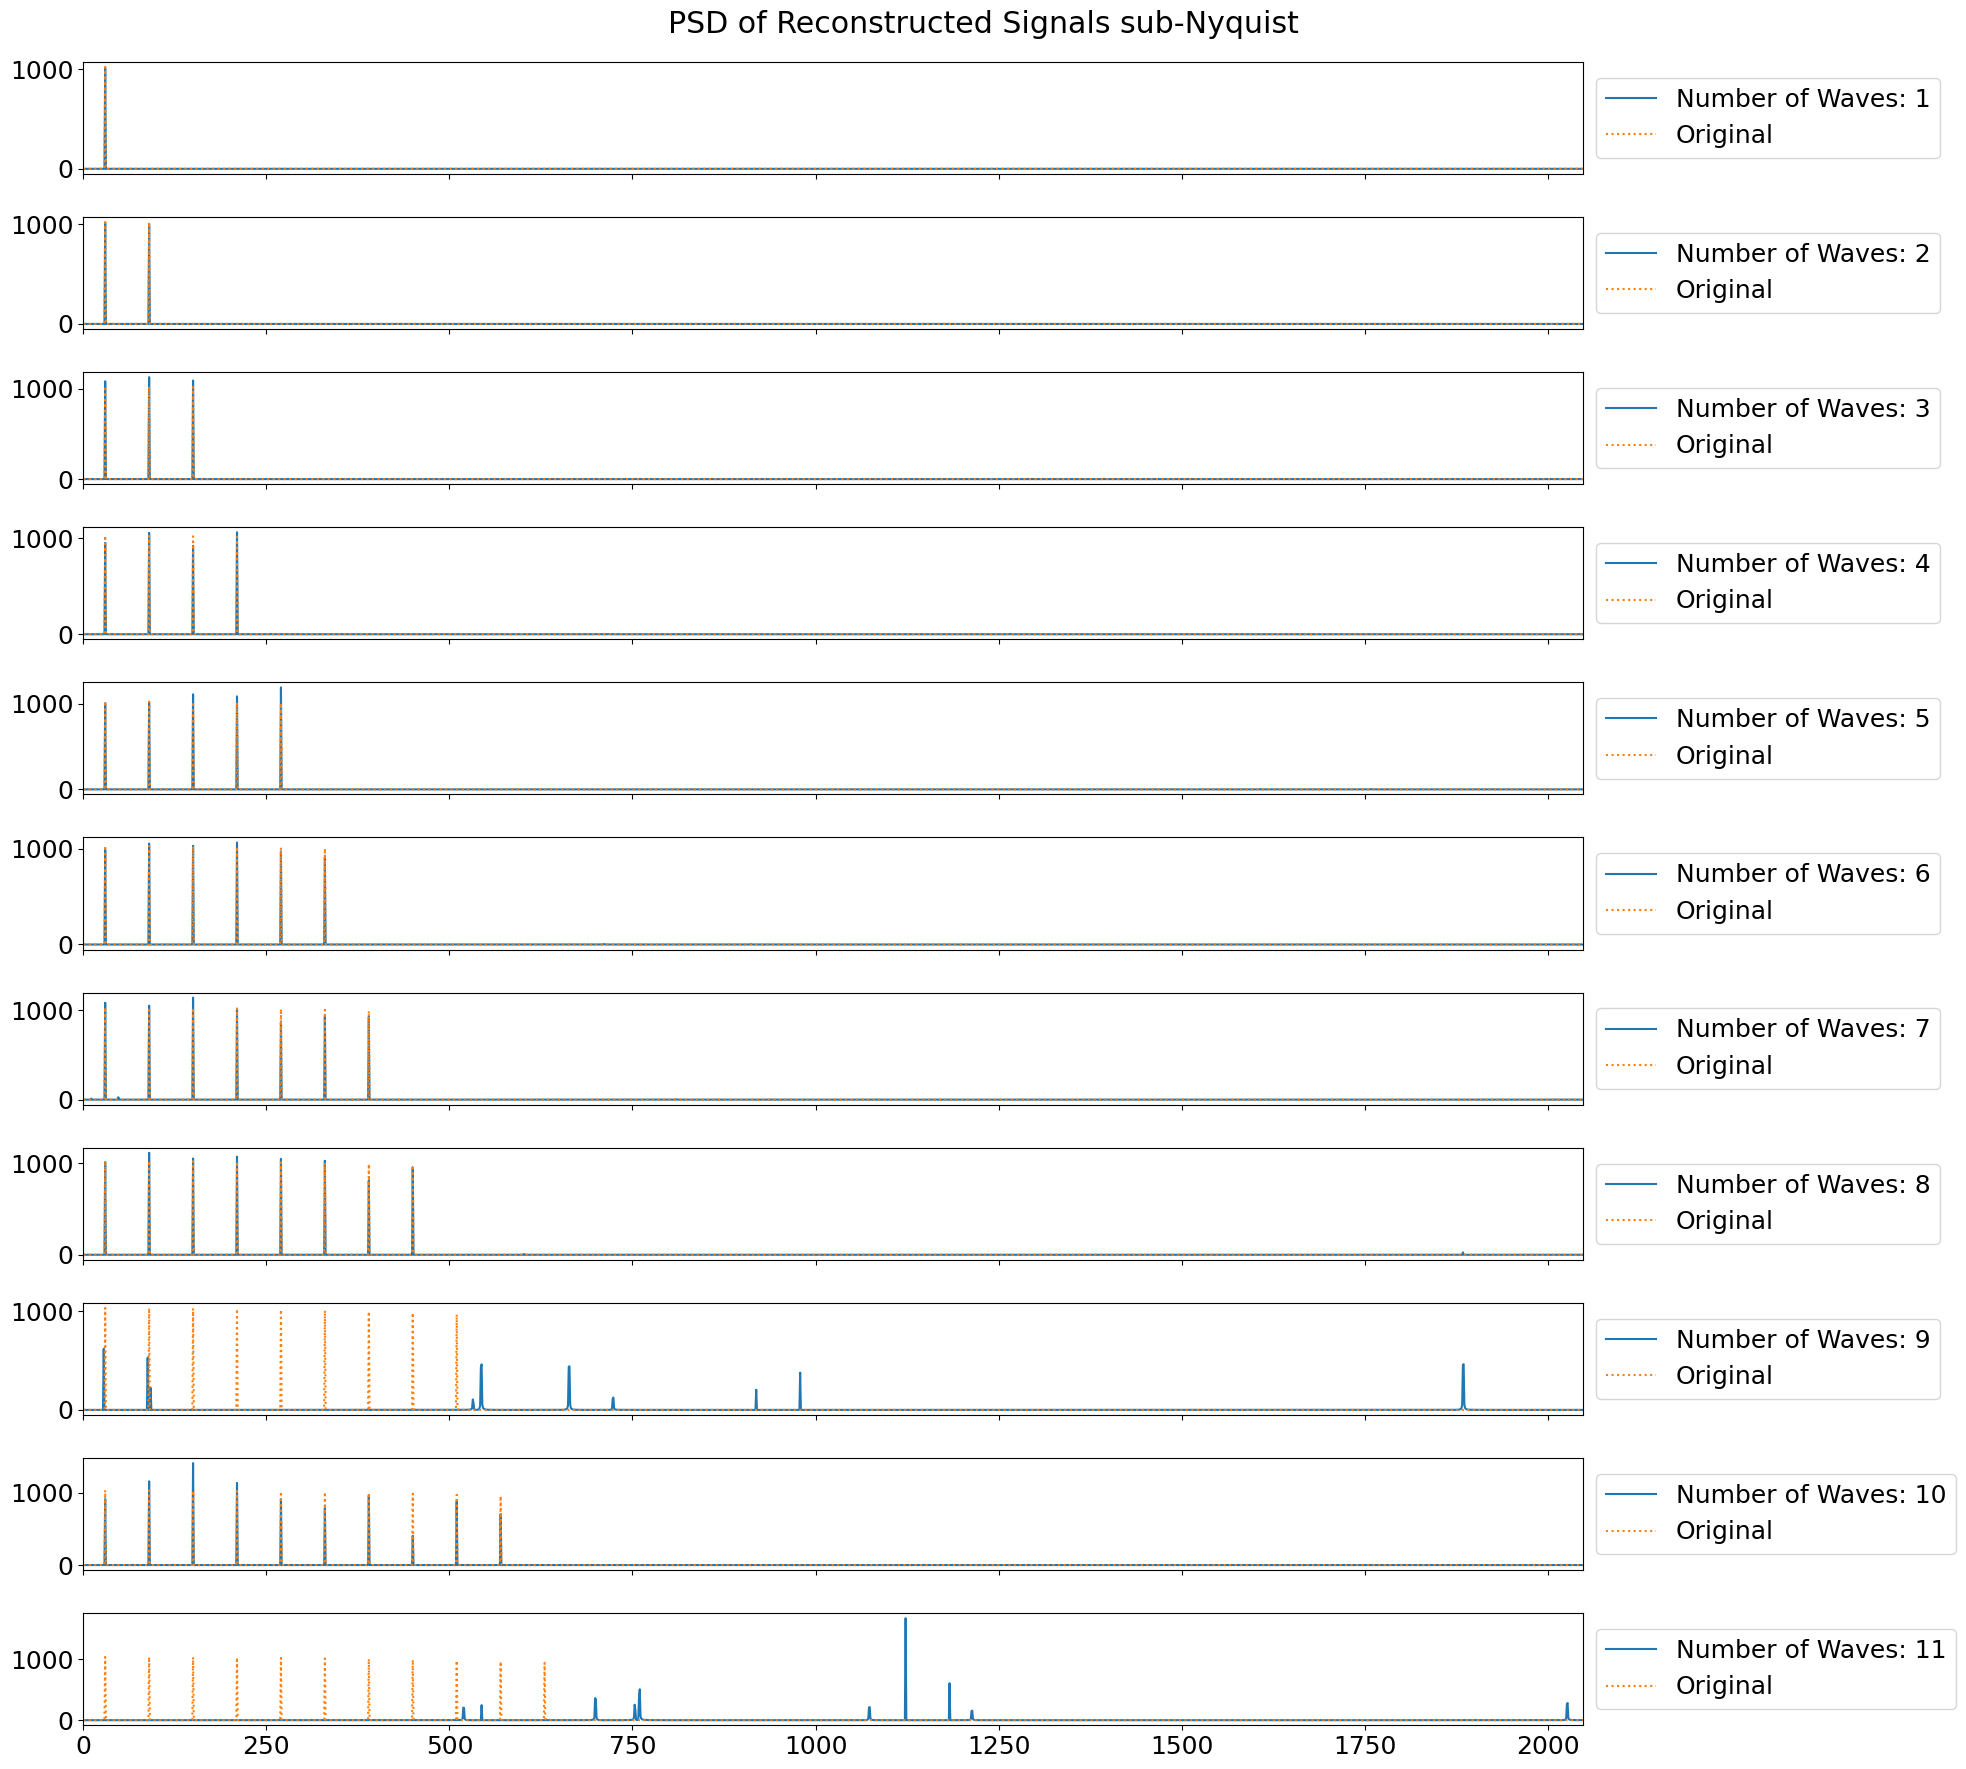 PSD of Reconstructed Signals sub-Nyquist
1000
0
Number of Waves: 1
Original
1000
0
Number of Waves: 2
Original
1000
0
Number of Waves: 3
Original
1000
0
Number of Waves: 4
Original
1000
0
Number of Waves: 5
Original
1000
0
Number of Waves: 6
Original
1000
0
Number of Waves: 7
Original
1000
0
Number of Waves: 8
Original
1000
0
Number of Waves: 9
Original
1000
0
Number of Waves: 10
Original
1000
0
Number of Waves: 11
Original
0 250 500 750 1000 1250 1500 1750 2000